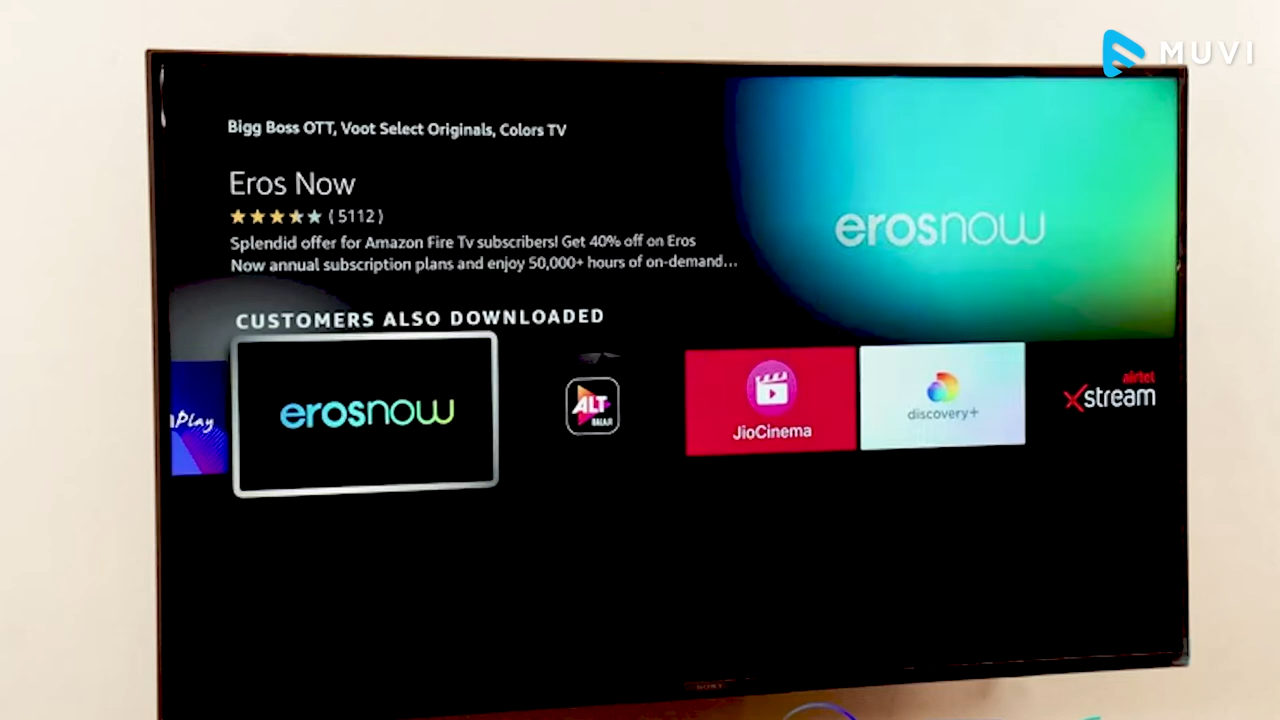 MUVI
Bigg Boss OTT, Voot Select Originals, Colors TV
Eros Now
( 5112 )
Splendid offer for Amazon Fire Tv subscribers! Get 40% off on Eros
Now annual subscription plans and enjoy 50,000+ hours of on-demand...
erosnow
CUSTOMERS ALSO DOWNLOADED
Play
erosnow
ALT
BALAJI
JioCinema
discovery+
airtel
Xstream
SONY